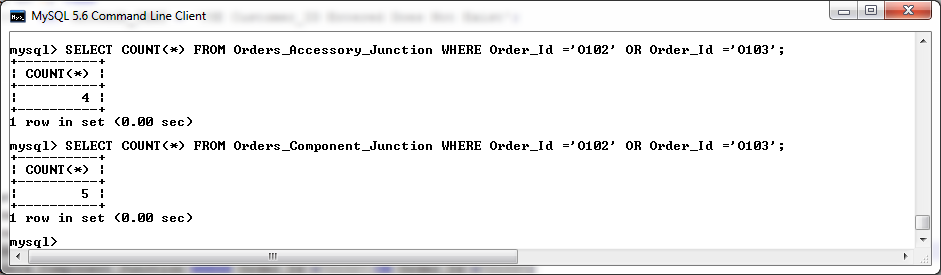 MySQL 5.6 Command Line Client
mysql> SELECT COUNT(*) FROM Orders_Accessory_Junction WHERE Order_Id ='O102' OR Order_Id ='O103';
+----------+
¦ COUNT(*) ¦
+----------+
¦        4 ¦
+----------+
1 row in set (0.00 sec)
mysql> SELECT COUNT(*) FROM Orders_Component_Junction WHERE Order_Id ='O102' OR Order_Id ='O103';
+----------+
¦ COUNT(*) ¦
+----------+
¦        5 ¦
+----------+
1 row in set (0.00 sec)
mysql>